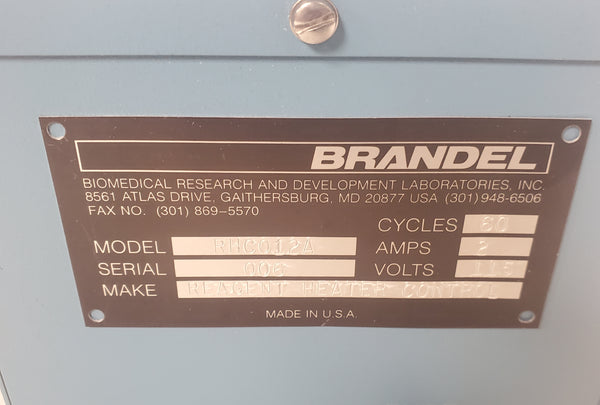 BRANDEL
BIOMEDICAL RESEARCH AND DEVELOPMENT LABORATORIES, INC.
8561 ATLAS DRIVE, GAITHERSBURG, MD 20877 USA (301) 948-6506
FAX NO. (301) 869-5570
CYCLES 60
MODEL RHC012A AMPS 2
SERIAL 006 VOLTS 115
MAKE REAGENT HEATER CONTROL
MADE IN U.S.A.